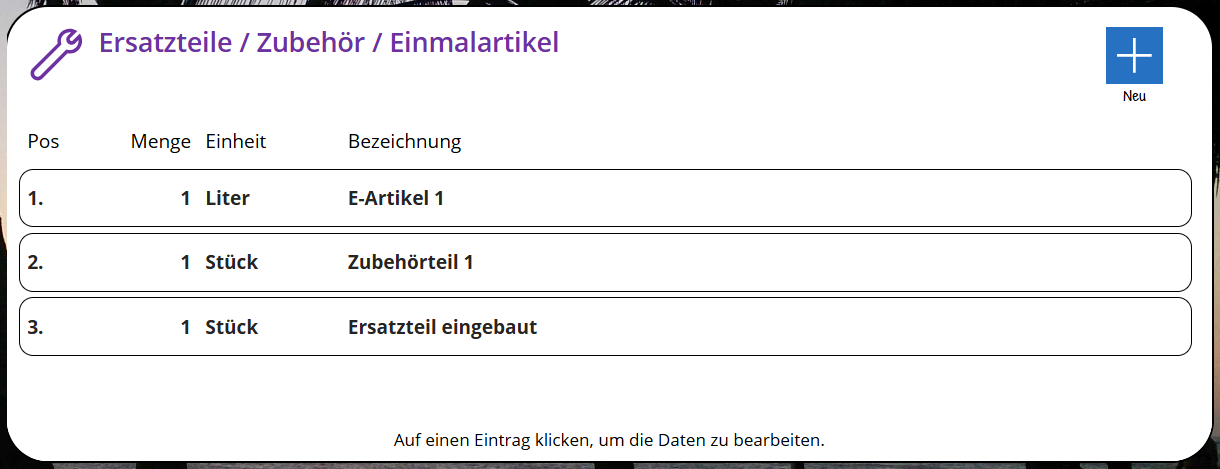 Ersatzteile / Zubehör / Einmalartikel
Neu
Pos Menge Einheit Bezeichnung
1. 1 Liter E-Artikel 1
2. 1 Stück Zubehörteil 1
3. 1 Stück Ersatzteil eingebaut
Auf einen Eintrag klicken, um die Daten zu bearbeiten.